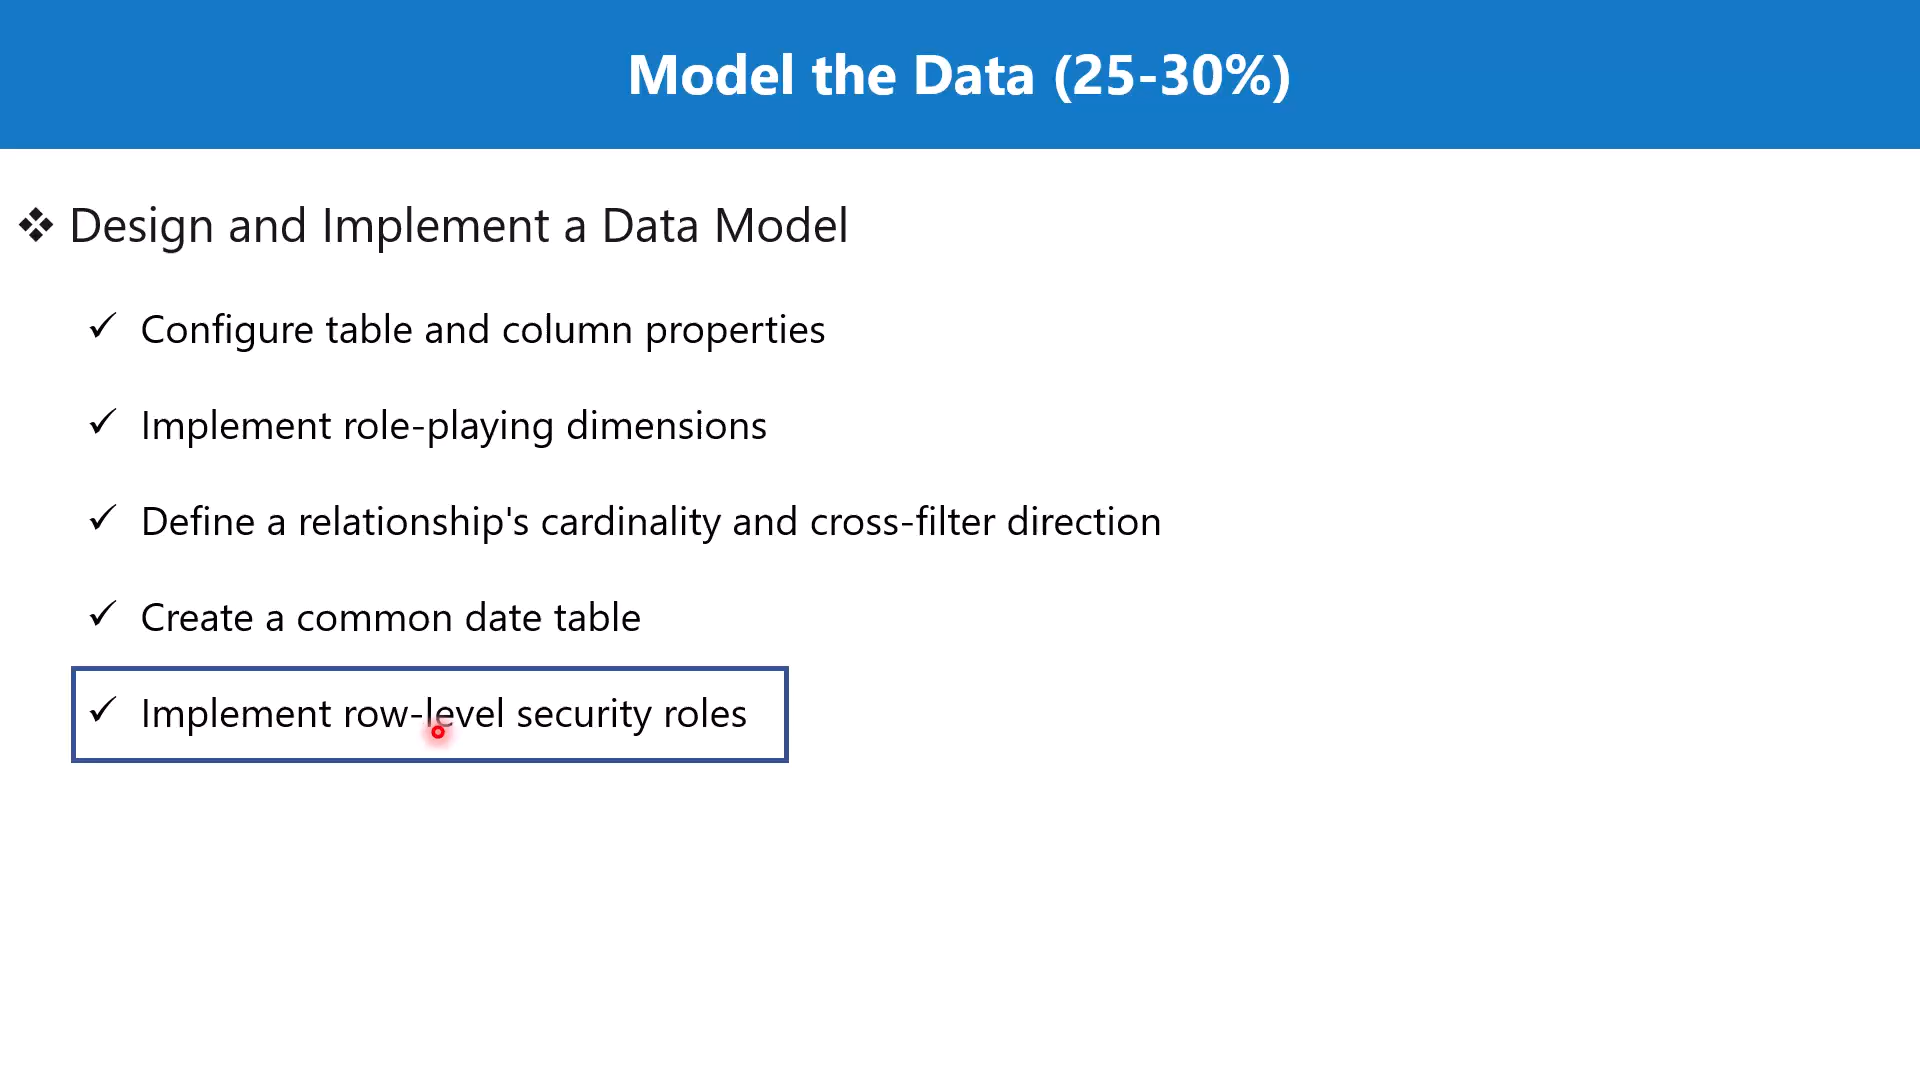 Model the Data (25-30%)
❖ Design and Implement a Data Model
✓ Configure table and column properties
✓ Implement role-playing dimensions
✓ Define a relationship's cardinality and cross-filter direction
✓ Create a common date table
✓ Implement row-level security roles